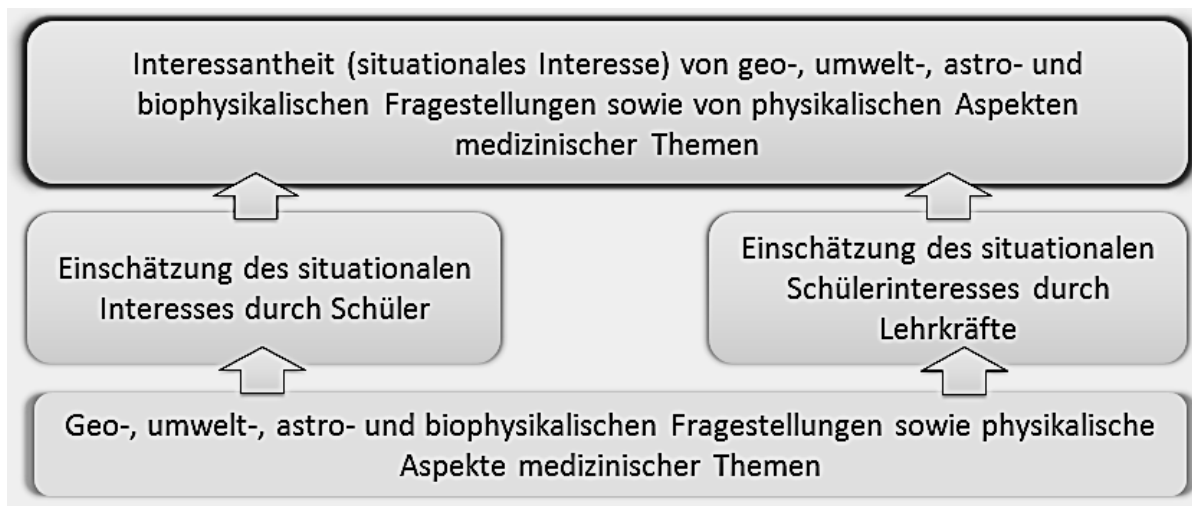 Interessantheit (situationales Interesse) von geo-, umwelt-, astro- und
biophysikalischen Fragestellungen sowie von physikalischen Aspekten
medizinischer Themen
Einschätzung des situationalen
Interesses durch Schüler
Einschätzung des situationalen
Schülerinteresses durch
Lehrkräfte
Geo-, umwelt-, astro- und biophysikalischen Fragestellungen sowie physikalische
Aspekte medizinischer Themen